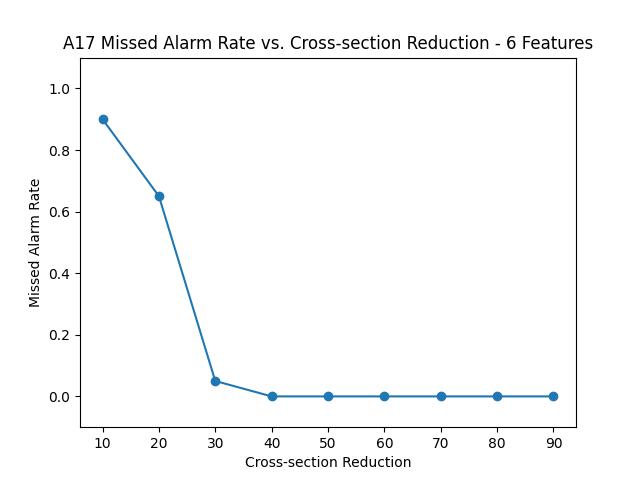 A17 Missed Alarm Rate vs. Cross-section Reduction - 6 Features
1.0
0.8
0.6
0.4
0.2
0.0
Missed Alarm Rate
10 20 30 40 50 60 70 80 90
Cross-section Reduction